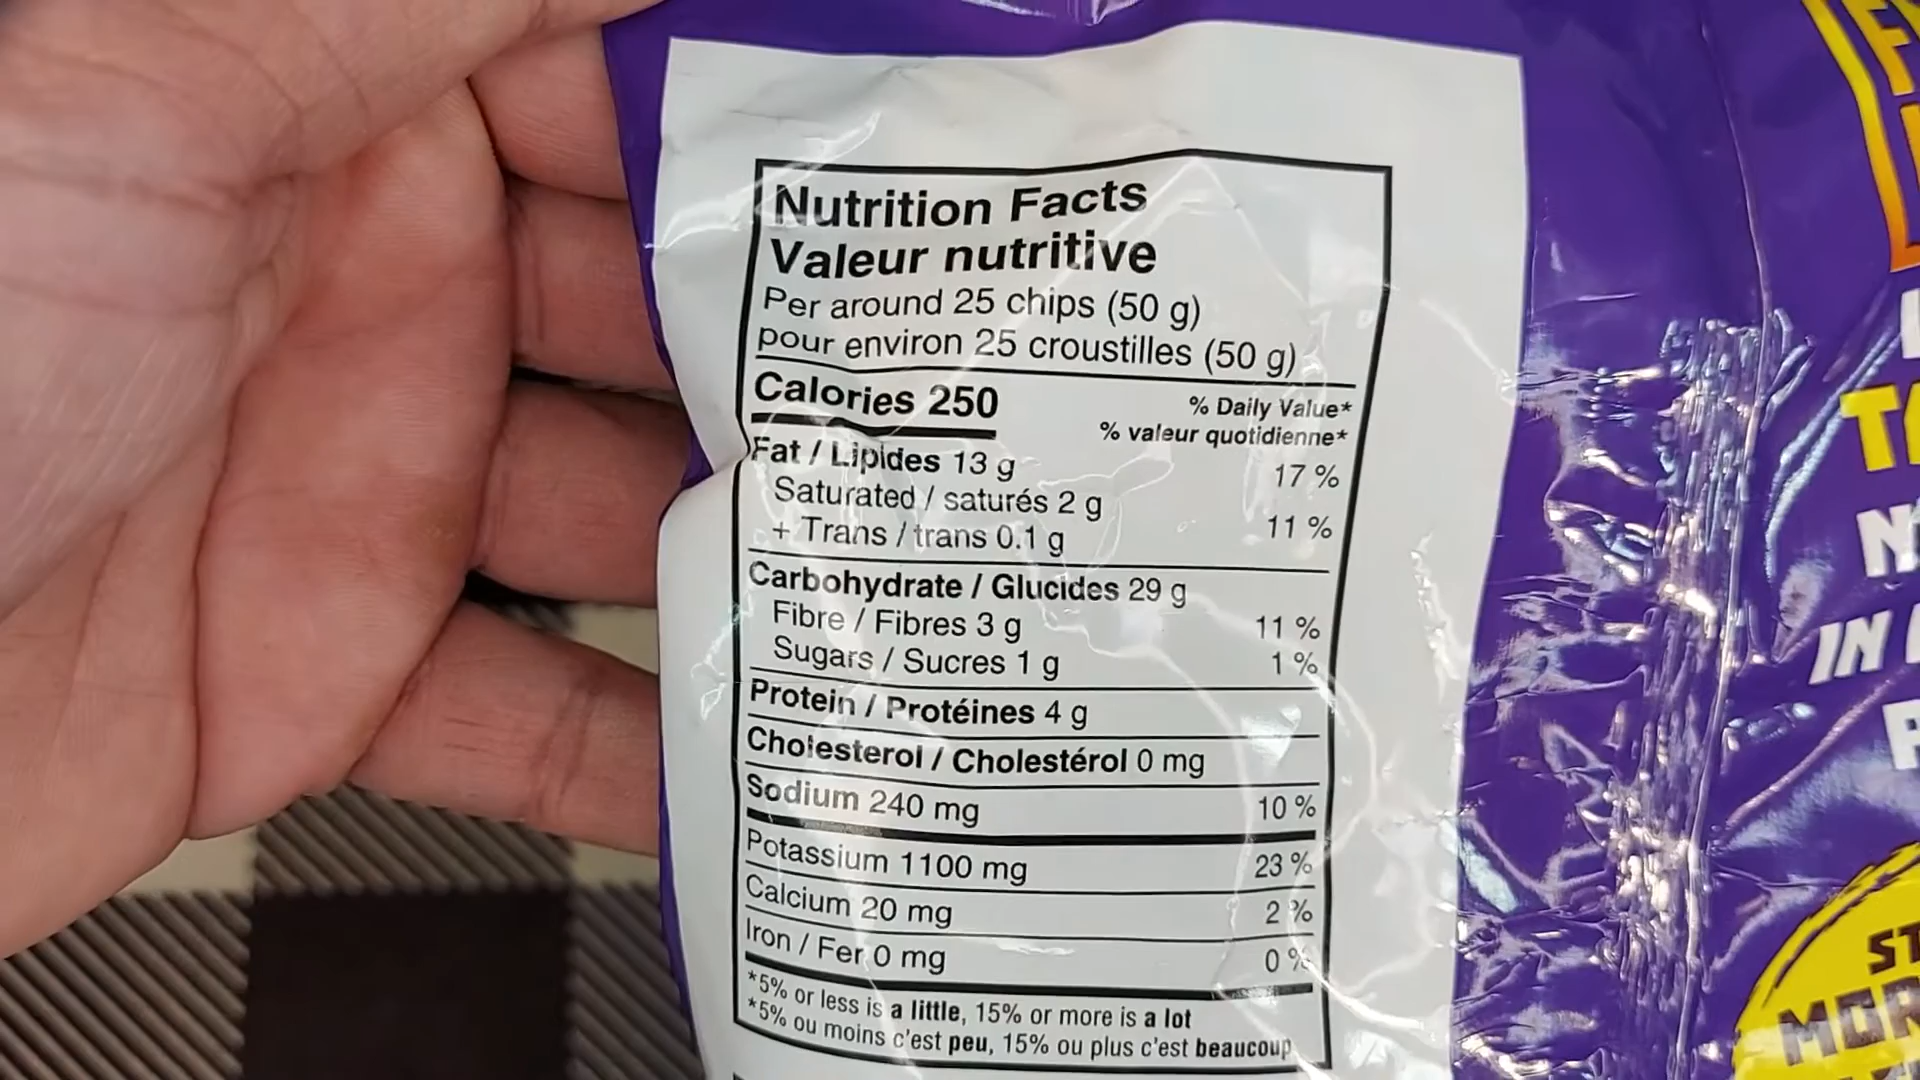 Nutrition Facts
Valeur nutritive
Per around 25 chips (50 g)
pour environ 25 croustilles (50 g)
Calories 250
% Daily Value*
% valeur quotidienne*
Fat / Lipides 13 g 17 %
Saturated / saturés 2 g
+ Trans / trans 0.1 g 11 %
Carbohydrate / Glucides 29 g
Fibre / Fibres 3 g 11 %
Sugars / Sucres 1 g 1 %
Protein / Protéines 4 g
Cholesterol / Cholestérol 0 mg
Sodium 240 mg 10 %
Potassium 1100 mg 23 %
Calcium 20 mg 2 %
Iron / Fer 0 mg 0 %
*5% or less is a little, 15% or more is a lot
*5% ou moins c'est peu, 15% ou plus c'est beaucoup
IN